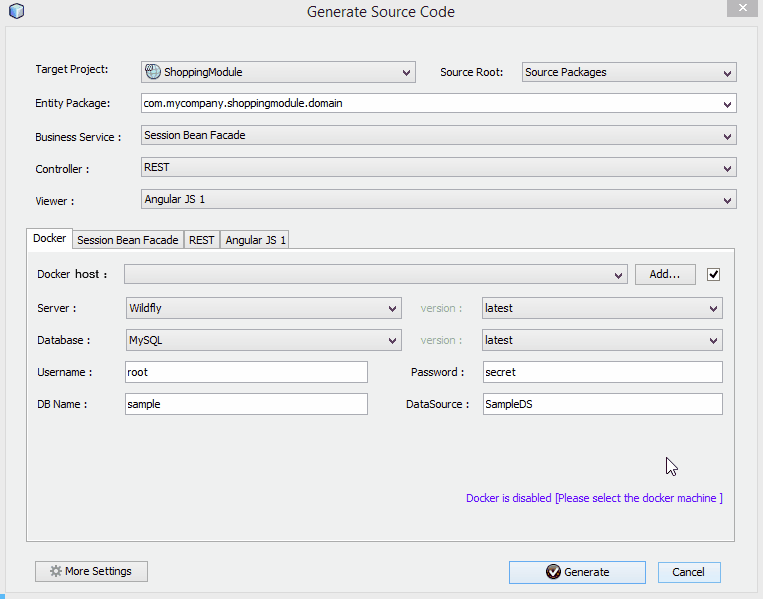 Generate Source Code
Target Project: ShoppingModule Source Root: Source Packages
Entity Package: com.mycompany.shoppingmodule.domain
Business Service : Session Bean Facade
Controller : REST
Viewer : Angular JS 1
Docker Session Bean Facade REST Angular JS 1
Docker host : Add...
Server : Wildfly version : latest
Database : MySQL version : latest
Username : root Password : secret
DB Name : sample DataSource : SampleDS
Docker is disabled [Please select the docker machine ]
More Settings Generate Cancel